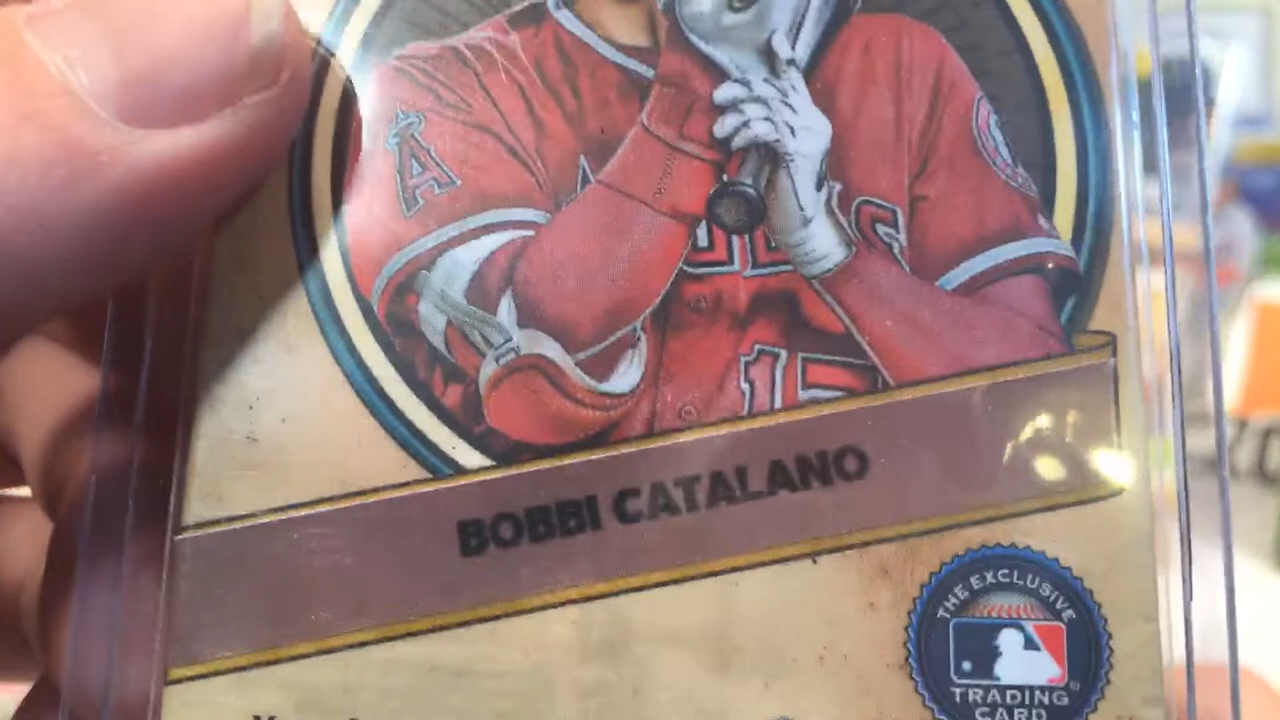 A
BOBBI CATALANO
THE EXCLUSIVE
TRADING
CARD